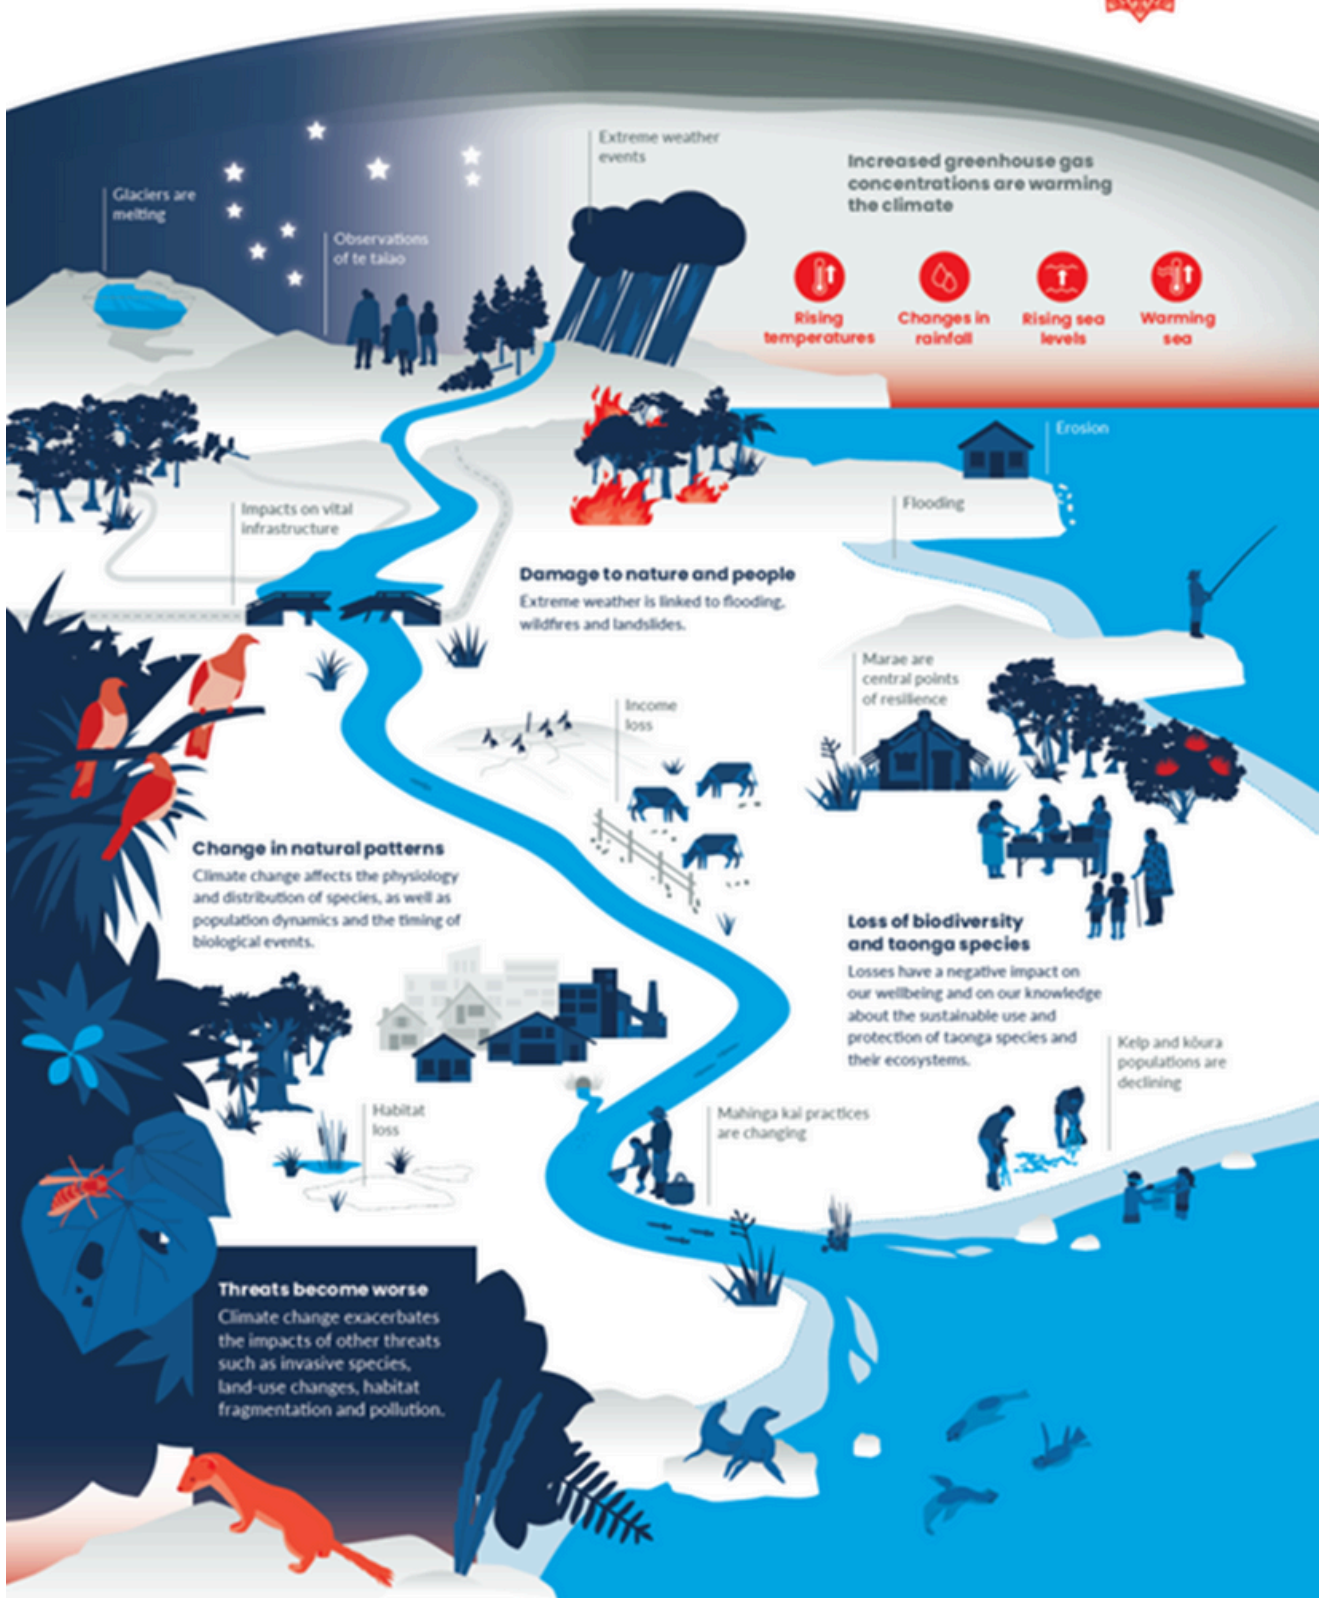 Extreme weather
events
Increased greenhouse gas
concentrations are warming
the climate
Glaciers are
melting
Observations
of te taiao
Rising
temperatures
Changes in
rainfall
Rising sea
levels
Warming
sea
Erosion
Flooding
Impacts on vital
infrastructure
Damage to nature and people
Extreme weather is linked to flooding,
wildfires and landslides.
Marae are
central points
of resilience
Income
loss
Change in natural patterns
Climate change affects the physiology
and distribution of species, as well as
population dynamics and the timing of
biological events.
Loss of biodiversity
and taonga species
Losses have a negative impact on
our wellbeing and on our knowledge
about the sustainable use and
protection of taonga species and
their ecosystems.
Kelp and kōura
populations are
declining
Habitat
loss
Mahinga kai practices
are changing
Threats become worse
Climate change exacerbates
the impacts of other threats
such as invasive species,
land-use changes, habitat
fragmentation and pollution.